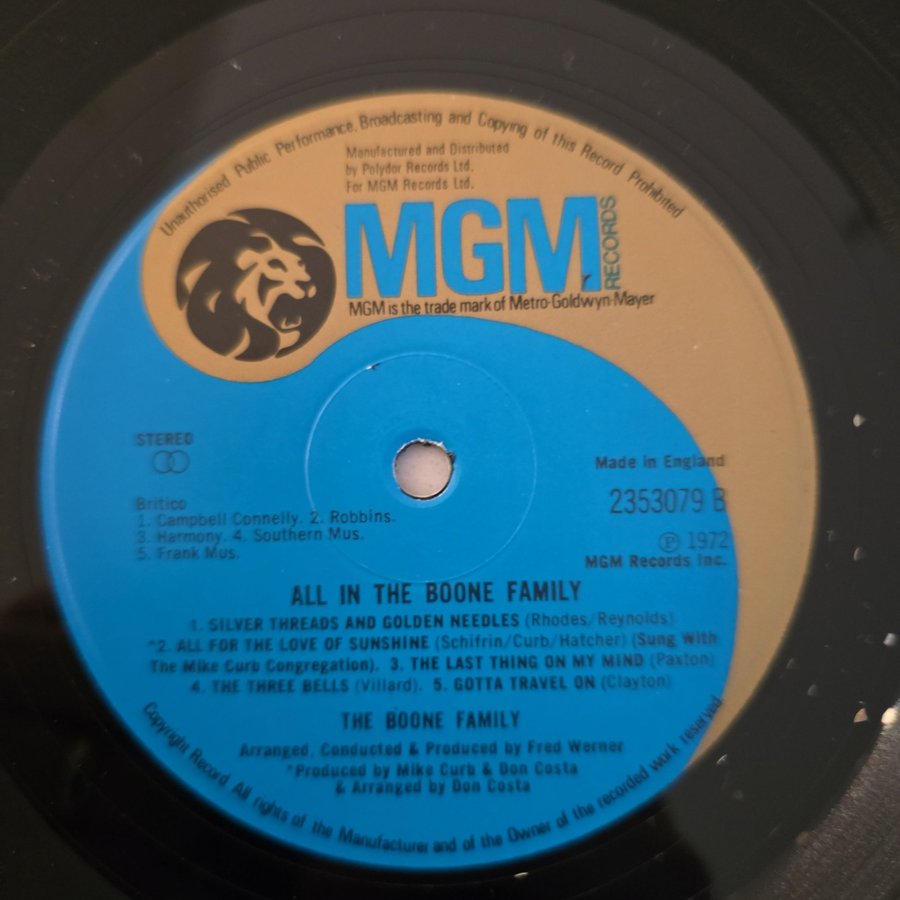 Unauthorised Public Performance, Broadcasting and Copying of this Record Prohibited
Manufactured and Distributed
by Polydor Records Ltd.
For MGM Records Ltd.
MGM RECORDS
MGM is the trade mark of Metro-Goldwyn-Mayer
STEREO
Made in England
2353079 B
Britico
1. Campbell Connelly. 2. Robbins.
3. Harmony. 4. Southern Mus.
5. Frank Mus.
Ⓟ 1972
MGM Records Inc.
ALL IN THE BOONE FAMILY
1. SILVER THREADS AND GOLDEN NEEDLES (Rhodes/Reynolds)
*2. ALL FOR THE LOVE OF SUNSHINE (Schifrin/Curb/Hatcher) (Sung With
The Mike Curb Congregation). 3. THE LAST THING ON MY MIND (Paxton)
4. THE THREE BELLS (Villard). 5. GOTTA TRAVEL ON (Clayton)
THE BOONE FAMILY
Arranged, Conducted & Produced by Fred Werner
*Produced by Mike Curb & Don Costa
& Arranged by Don Costa
Copyright Record All rights of the Manufacturer and of the Owner of the recorded work reserved